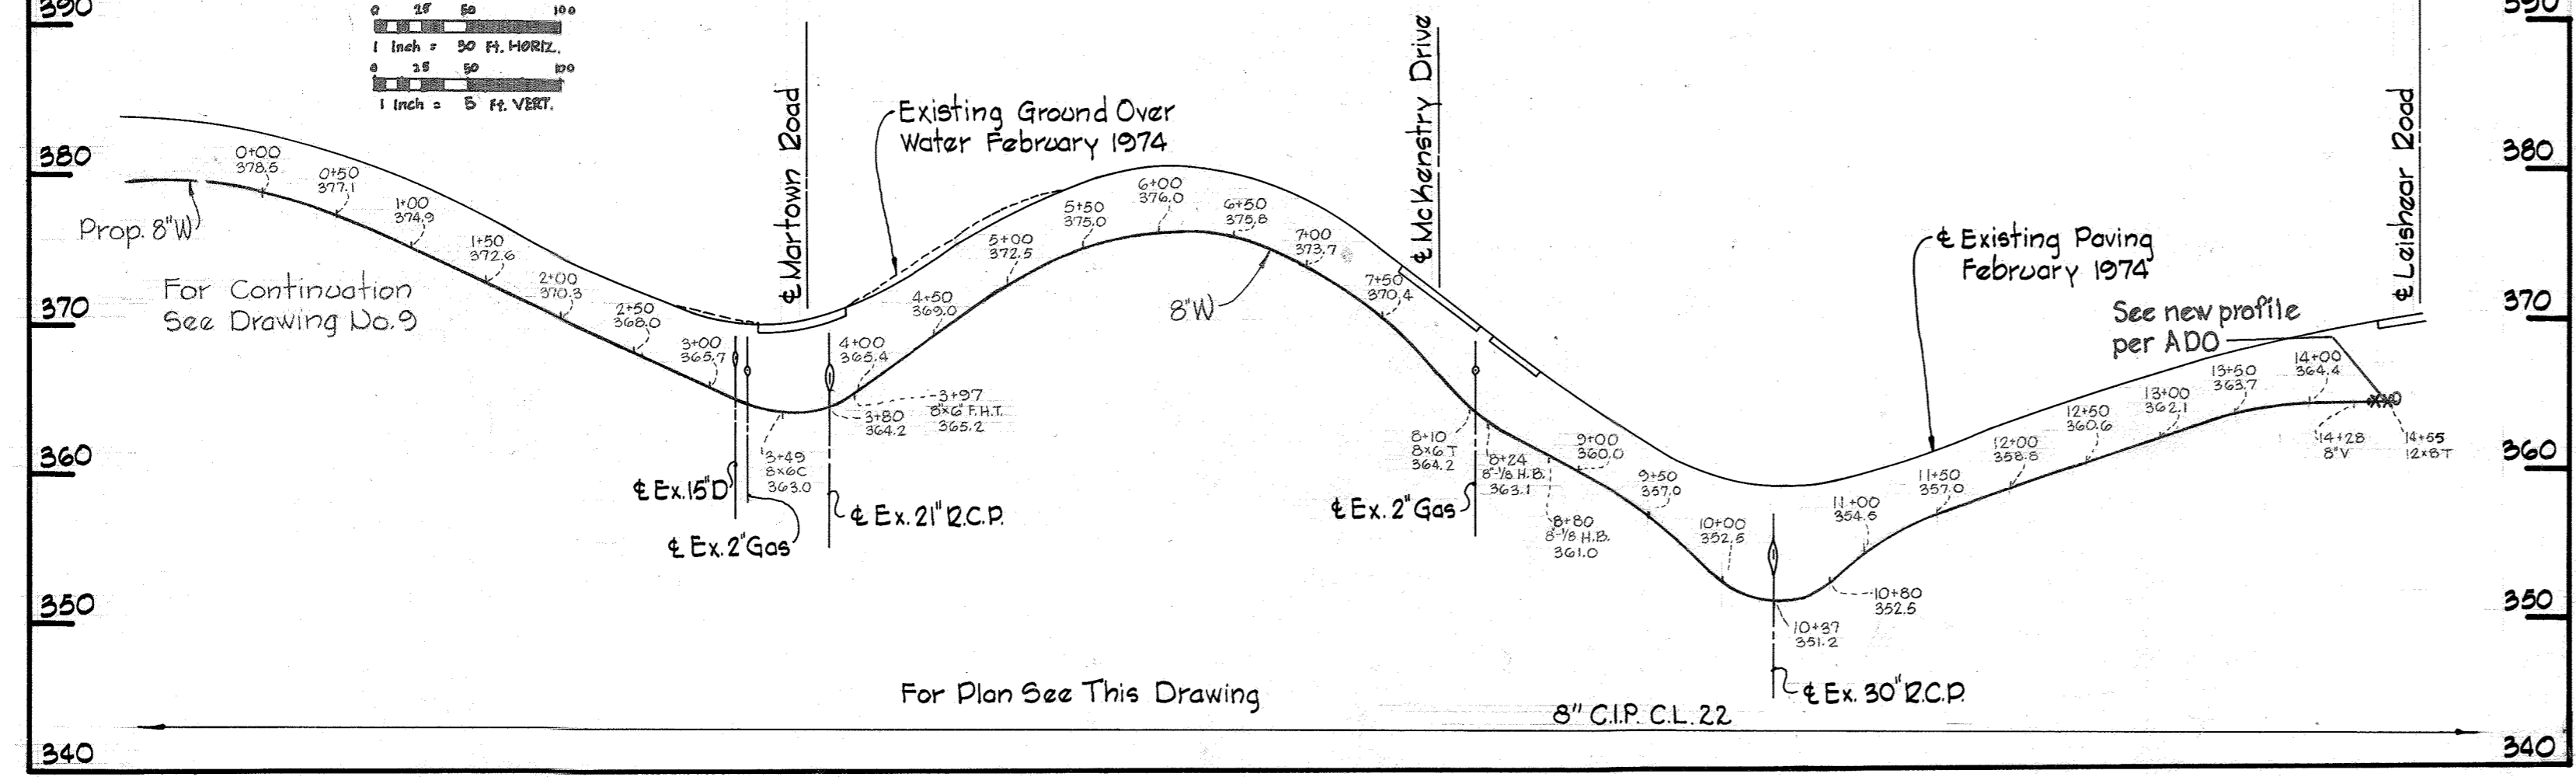 390
0 25 50 100
1 Inch = 50 Ft. HORIZ.
0 25 50 100
1 Inch = 5 Ft. VERT.
390
380
380
370
370
360
360
350
350
340
340
Prop. 8"W
For Continuation
See Drawing No.9
0+00
378.5
0+50
377.1
1+00
374.9
1+50
372.6
2+00
370.3
2+50
368.0
3+00
365.7
℄ Martown Road
3+49
8x6C
363.0
℄ Ex.15"D
℄ Ex.2"Gas
3+80
364.2
℄ Ex. 21" R.C.P.
3+97
8"x6" F.H.T.
365.2
4+00
365.4
Existing Ground Over
Water February 1974
4+50
369.0
5+00
372.5
5+50
375.0
6+00
376.0
6+50
375.8
8"W
7+00
373.7
7+50
370.4
℄ McKenstry Drive
8+10
8x6 T
364.2
℄ Ex. 2"Gas
8+24
8"-1/8 H.B.
363.1
8+80
8"-1/8 H.B.
361.0
9+00
360.0
9+50
357.0
10+00
352.5
10+37
351.2
℄ Ex. 30" R.C.P.
10+80
352.5
11+00
354.5
11+50
357.0
12+00
358.8
12+50
360.6
13+00
362.1
13+50
363.7
14+00
364.4
℄ Existing Paving
February 1974
See new profile
per ADO
℄ Leishear Road
14+28
8"V
14+55
12x8T
For Plan See This Drawing
8" C.I.P. C.L. 22